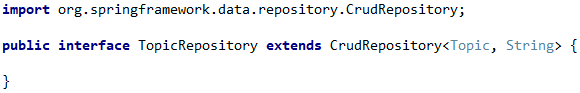 import org.springframework.data.repository.CrudRepository;
public interface TopicRepository extends CrudRepository<Topic, String> {
}